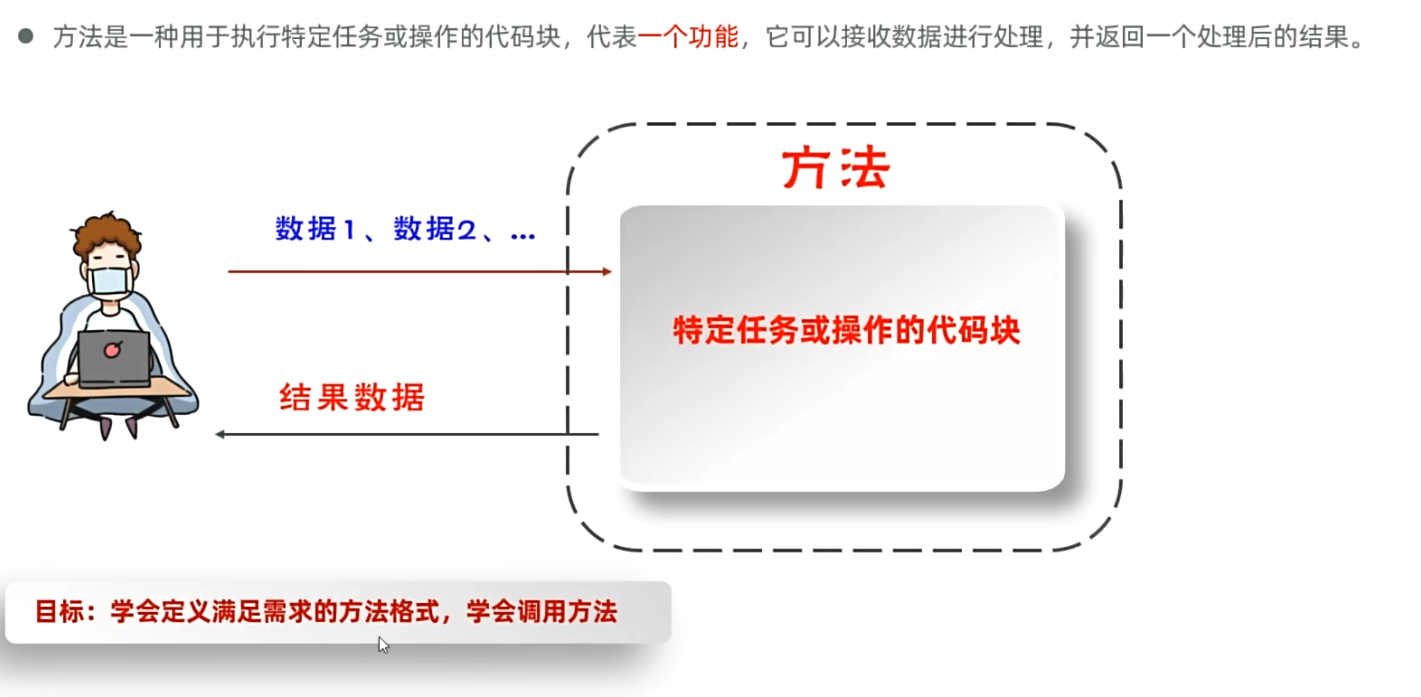 方法是一种用于执行特定任务或操作的代码块，代表一个功能，它可以接收数据进行处理，并返回一个处理后的结果。
方法
数据1、数据2、...
特定任务或操作的代码块
结果数据
目标：学会定义满足需求的方法格式，学会调用方法